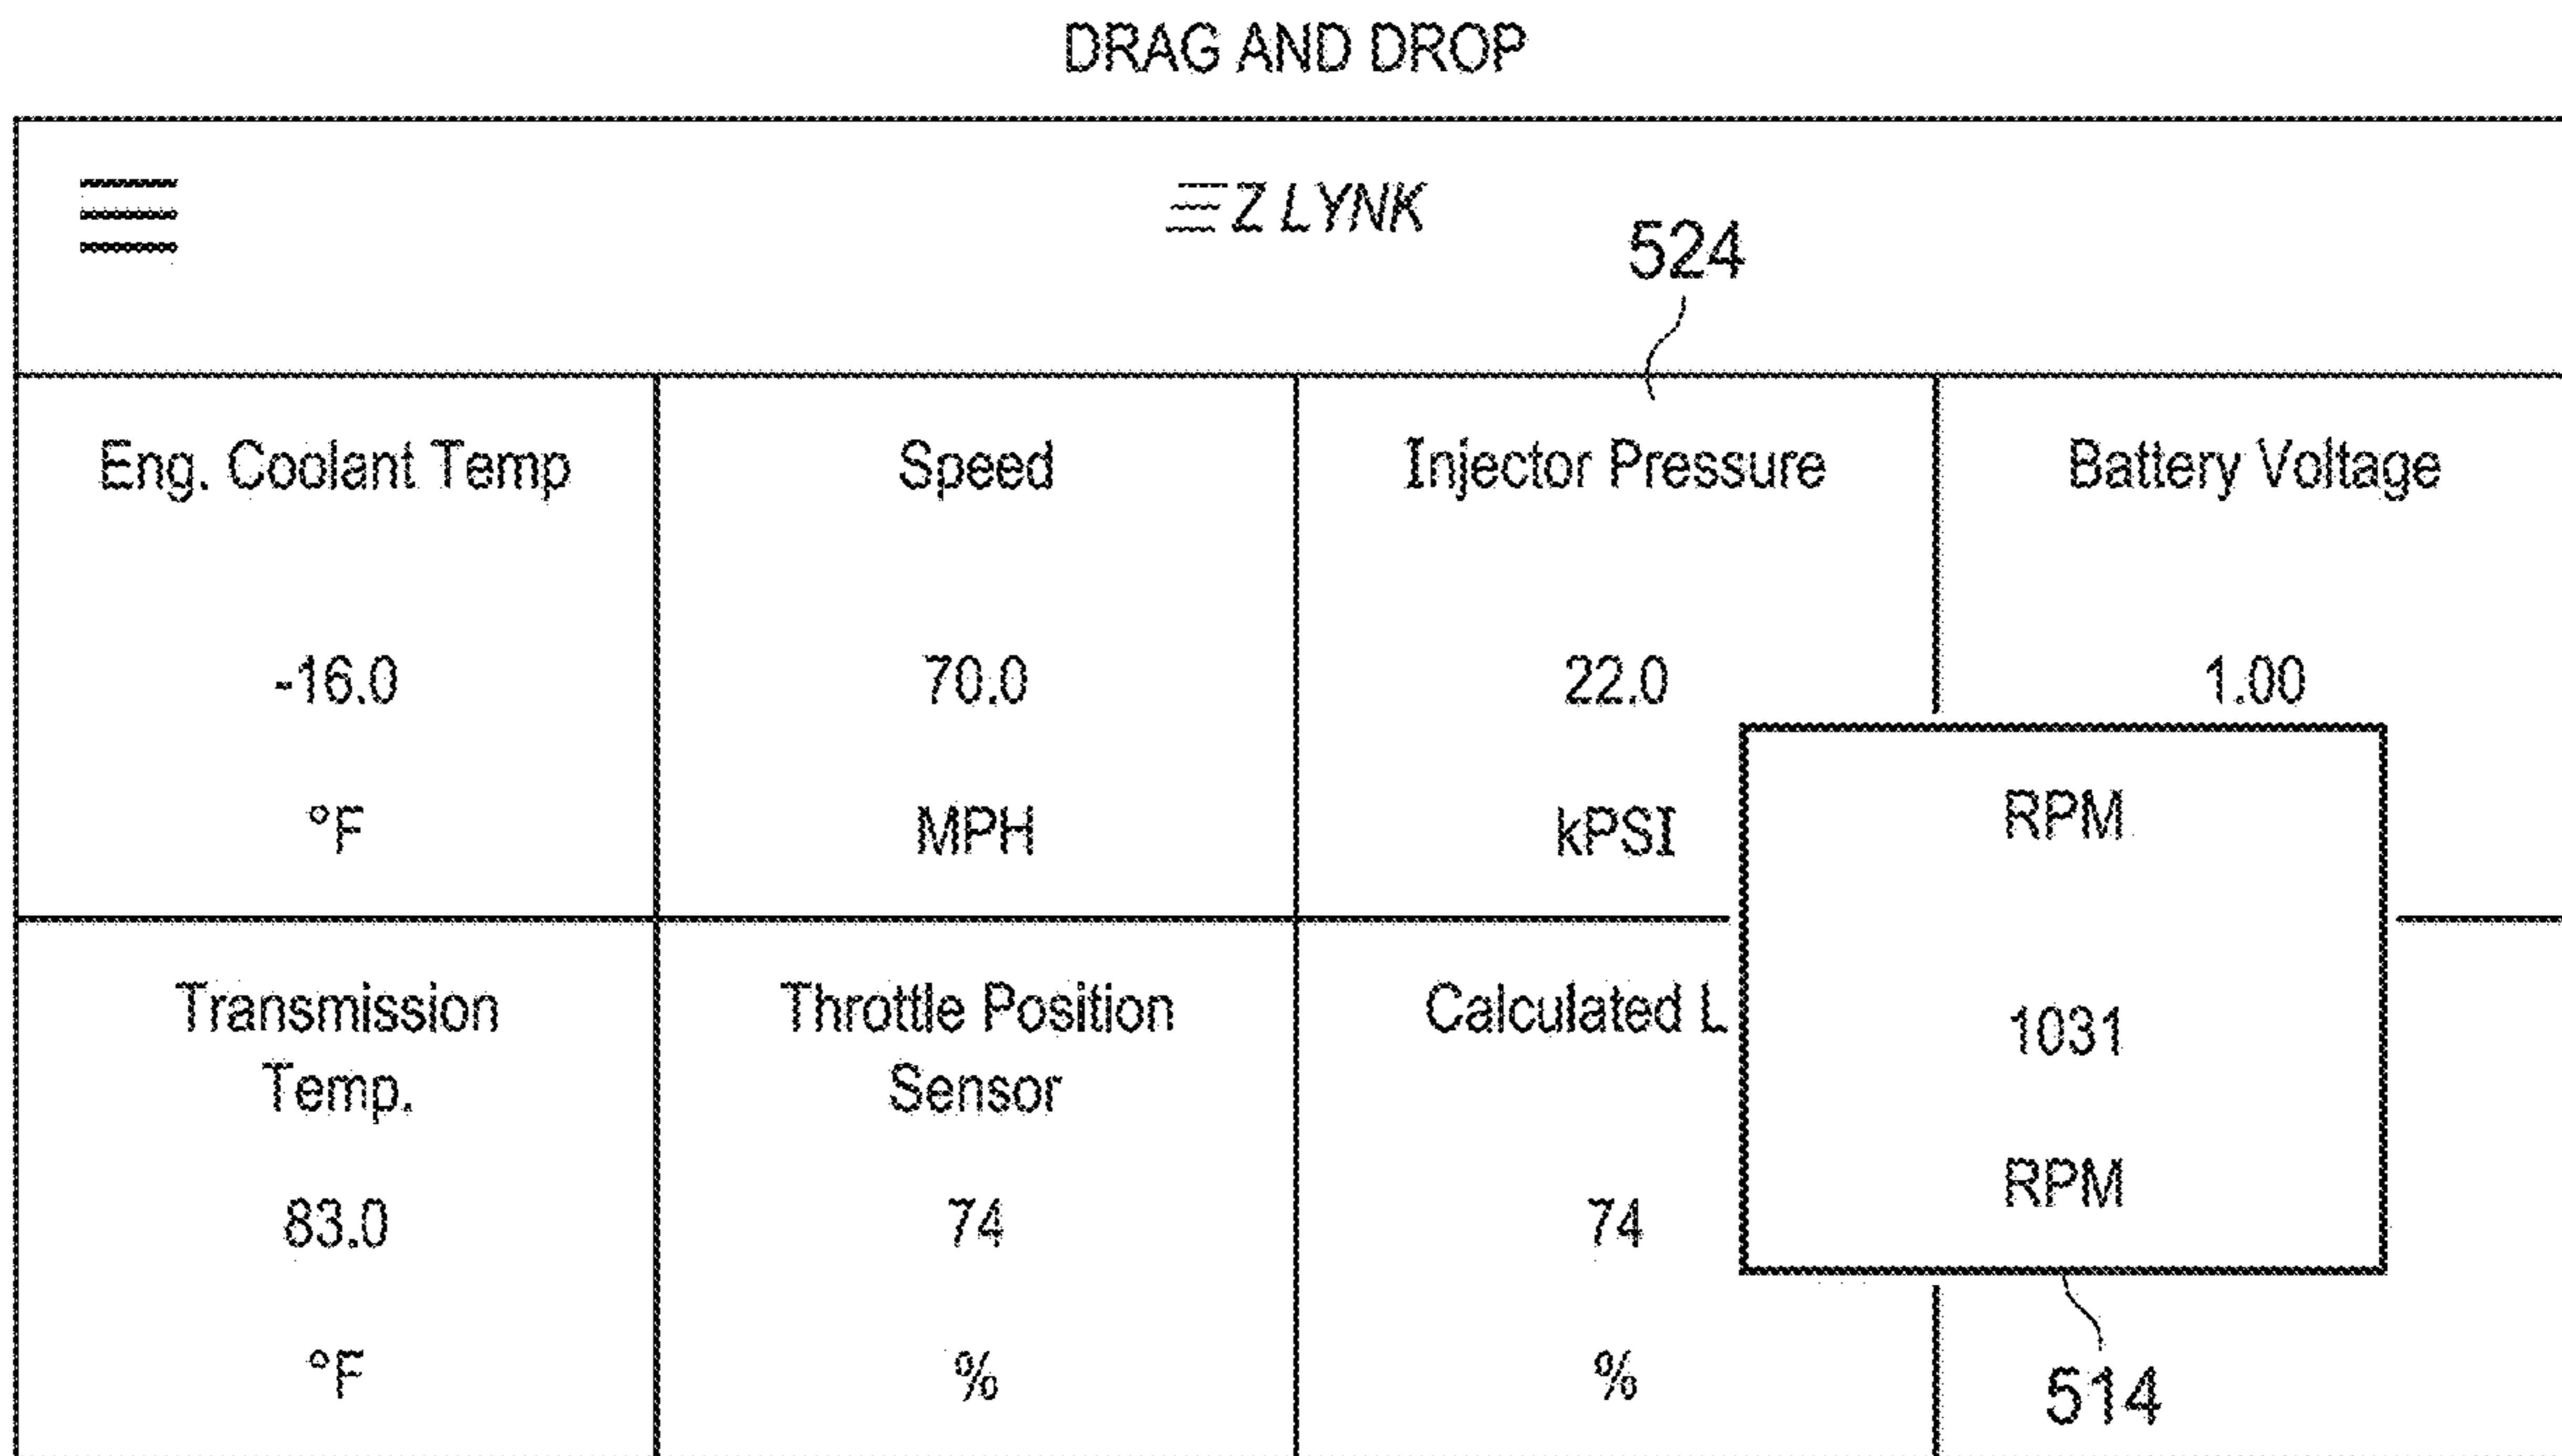 DRAG AND DROP
EZ LYNK
524
Eng. Coolant Temp
Speed
Injector Pressure
Battery Voltage
-16.0
70.0
22.0
1.00
°F
MPH
kPSI
RPM
1031
RPM
Transmission
Temp.
Throttle Position
Sensor
Calculated L
83.0
74
74
°F
%
%
514